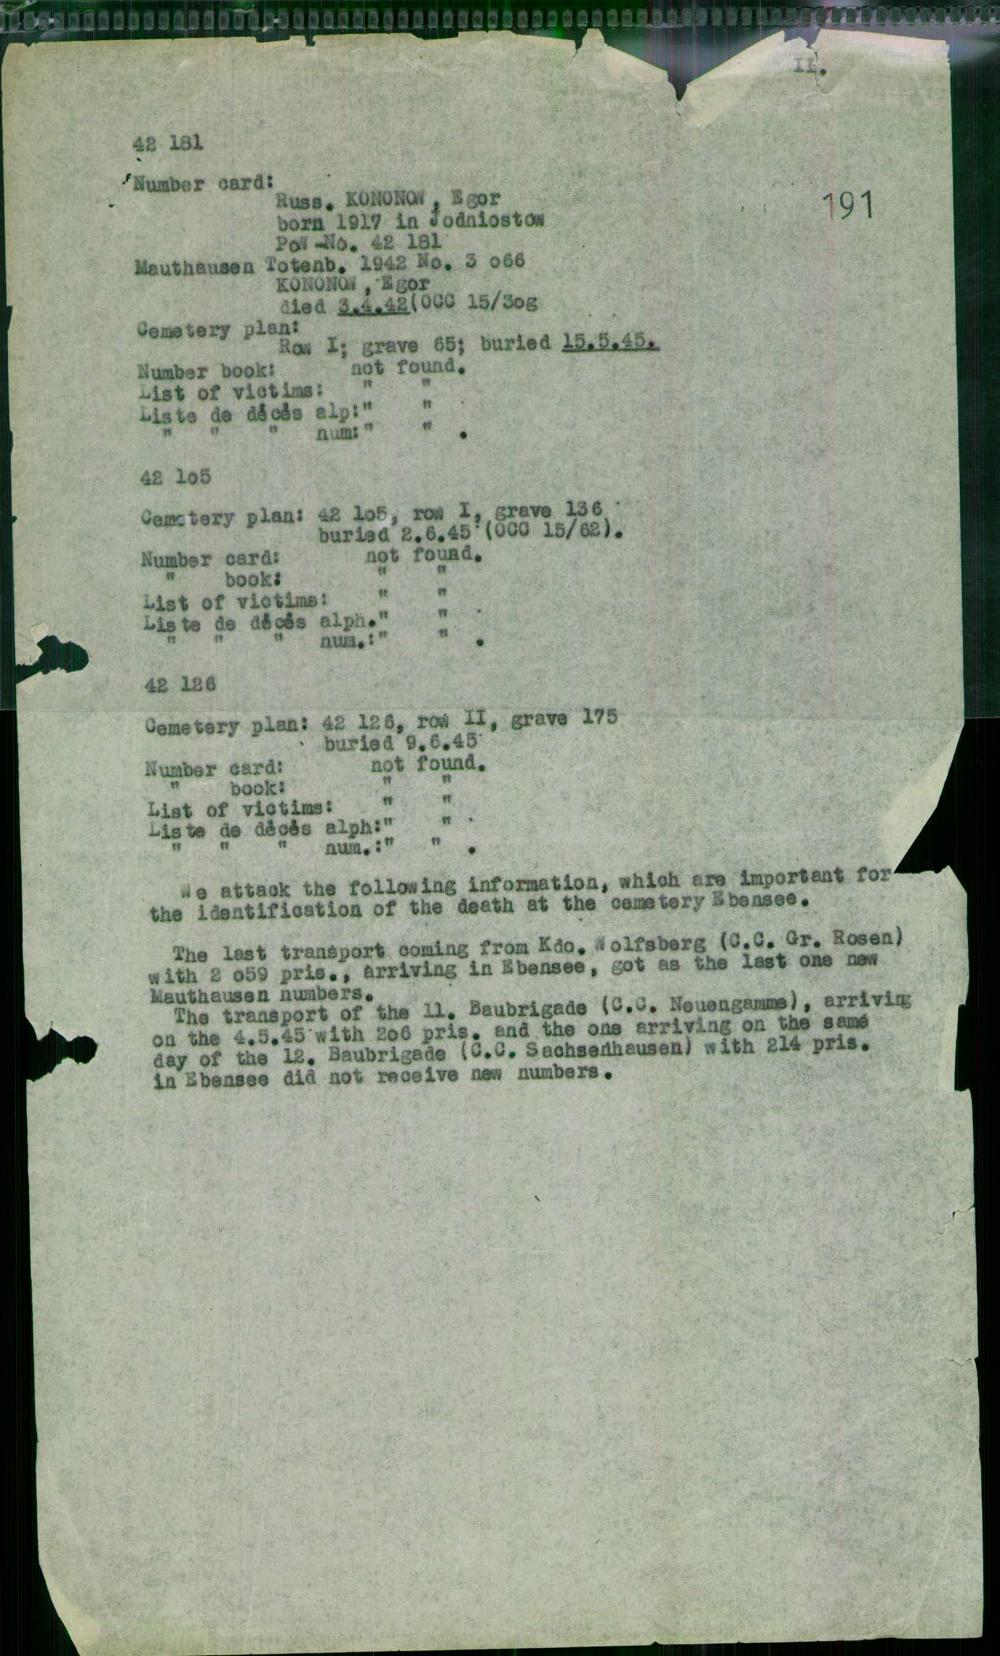 II.
191
42 181
Number card:
Russ. KONONOW, Egor
born 1917 in Jodniostow
PoW-No. 42 181
Mauthausen Totenb. 1942 No. 3 o66
KONONOW, Egor
died 3.4.42(OCC 15/3og
Cemetery plan:
Row I; grave 65; buried 15.5.45.
Number book: not found.
List of victims: " "
Liste de décés alp:" "
" " " num:" " .
42 lo5
Cemetery plan: 42 lo5, row I, grave 136
buried 2.6.45 (OCC 15/62).
Number card: not found.
" book: " "
List of victims: " "
Liste de décés alph." "
" " " num.:" " .
42 126
Cemetery plan: 42 126, row II, grave 175
buried 9.6.45
Number card: not found.
" book: " "
List of victims: " "
Liste de décés alph:" "
" " " num.:" " .
We attack the following information, which are important for
the identification of the death at the cemetery Ebensee.
The last transport coming from Kdo. Wolfsberg (C.C. Gr. Rosen)
with 2 o59 pris., arriving in Ebensee, got as the last one new
Mauthausen numbers.
The transport of the 11. Baubrigade (C.C. Neuengamme), arriving
on the 4.5.45 with 2o6 pris. and the one arriving on the same
day of the 12. Baubrigade (C.C. Sachsenhausen) with 214 pris.
in Ebensee did not receive new numbers.